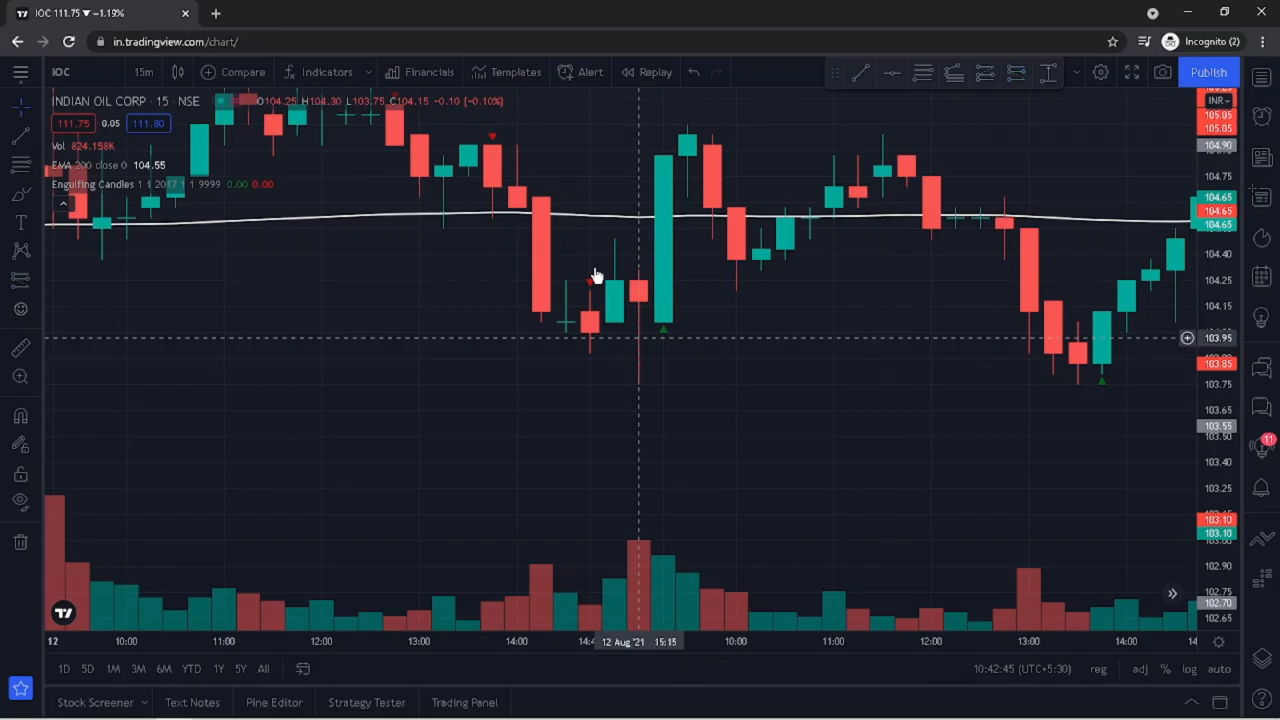 IOC 111.75 ▼ −1.19%
in.tradingview.com/chart/
Incognito (2)
IOC 15m Compare Indicators Financials Templates Alert Replay Publish
INDIAN OIL CORP · 15 · NSE O104.25 H104.30 L103.75 C104.15 −0.10 (−0.10%)
INR
111.75 0.05 111.80
105.05
105.05
Vol 824.158K
104.90
EMA 200 close 0 104.55
104.75
Engulfing Candles 1 1 2017 1 1 9999 0.00 0.00
104.65
104.65
104.65
104.40
104.25
104.15
103.95
103.85
103.75
103.65
103.55
103.50
11
103.40
103.25
103.10
103.10
103.00
102.90
102.75
102.70
102.65
12 10:00 11:00 12:00 13:00 14:00 12 Aug '21 15:15 10:00 11:00 12:00 13:00 14:00
1D 5D 1M 3M 6M YTD 1Y 5Y All 10:42:45 (UTC+5:30) reg adj % log auto
Stock Screener Text Notes Pine Editor Strategy Tester Trading Panel